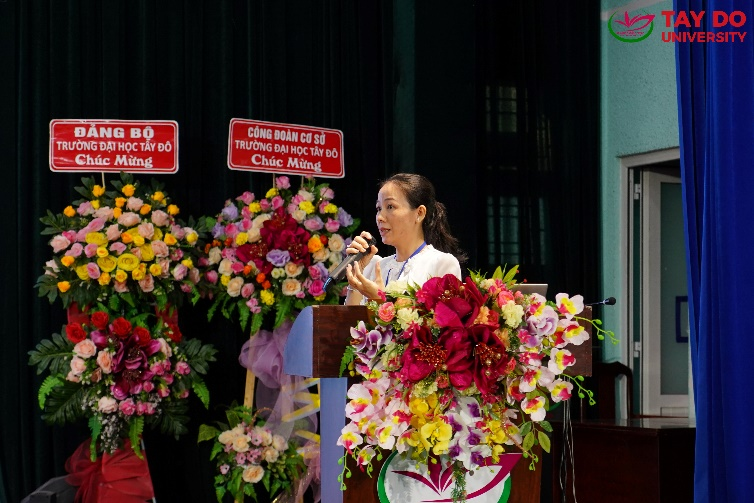 TAY DO
UNIVERSITY
ĐẢNG BỘ
TRƯỜNG ĐẠI HỌC TÂY ĐÔ
Chúc Mừng
CÔNG ĐOÀN CƠ SỞ
TRƯỜNG ĐẠI HỌC TÂY ĐÔ
Chúc Mừng